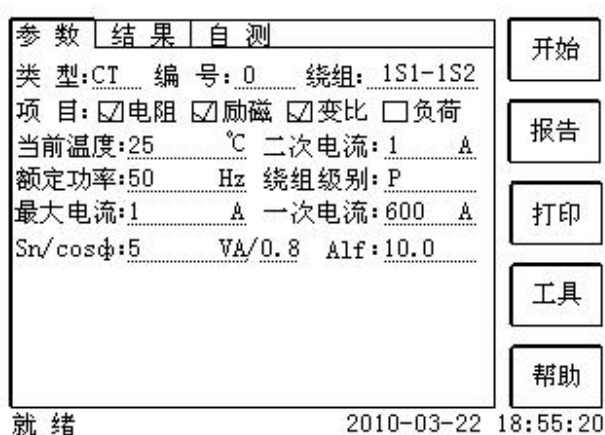 参 数 结 果 自 测
开始
类 型:CT 编 号:0 绕组: 1S1-1S2
项 目: ☑电阻 ☑励磁 ☑变比 □负荷
报告
当前温度:25 ℃ 二次电流:1 A
额定功率:50 Hz 绕组级别:P
最大电流:1 A 一次电流:600 A
打印
Sn/cosф:5 VA/0.8 Alf:10.0
工具
帮助
就 绪 2010-03-22 18:55:20